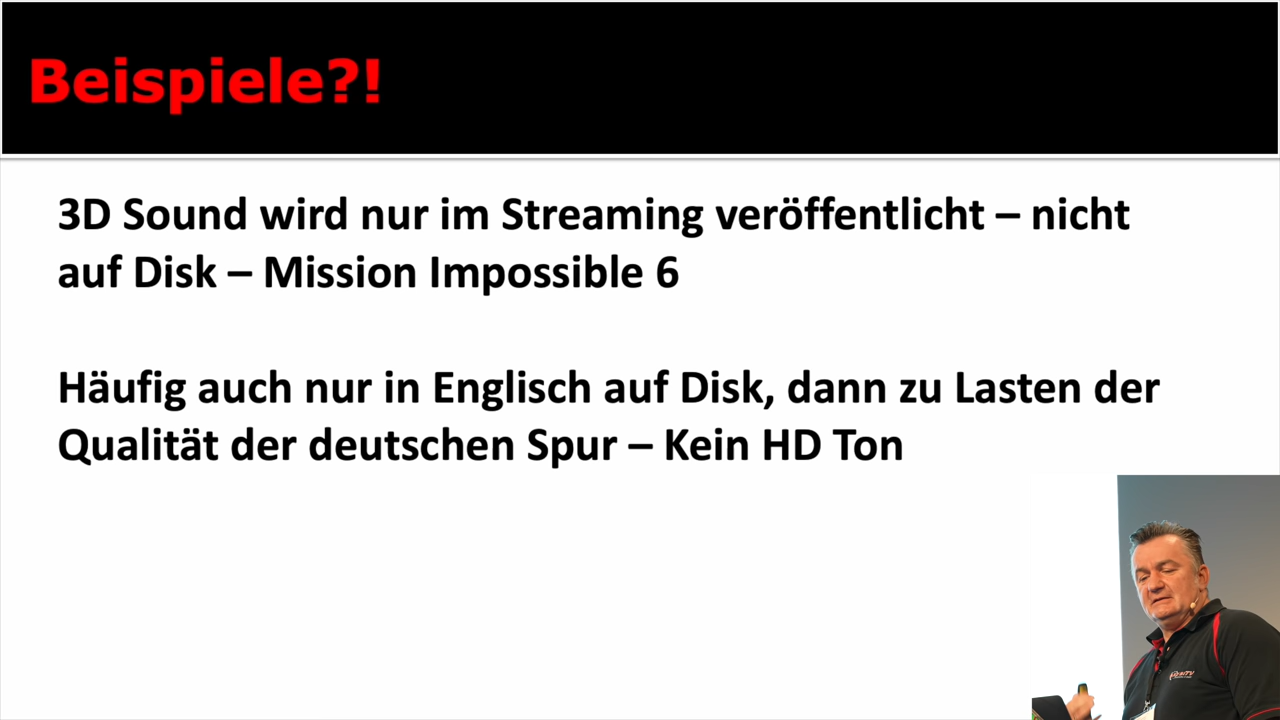 Beispiele?!
3D Sound wird nur im Streaming veröffentlicht – nicht
auf Disk – Mission Impossible 6
Häufig auch nur in Englisch auf Disk, dann zu Lasten der
Qualität der deutschen Spur – Kein HD Ton